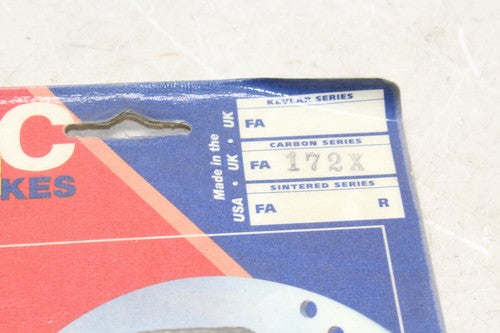 C
KES
Made in the
USA • UK • UK
KEVLAR SERIES
FA
CARBON SERIES
FA 172X
SINTERED SERIES
FA R